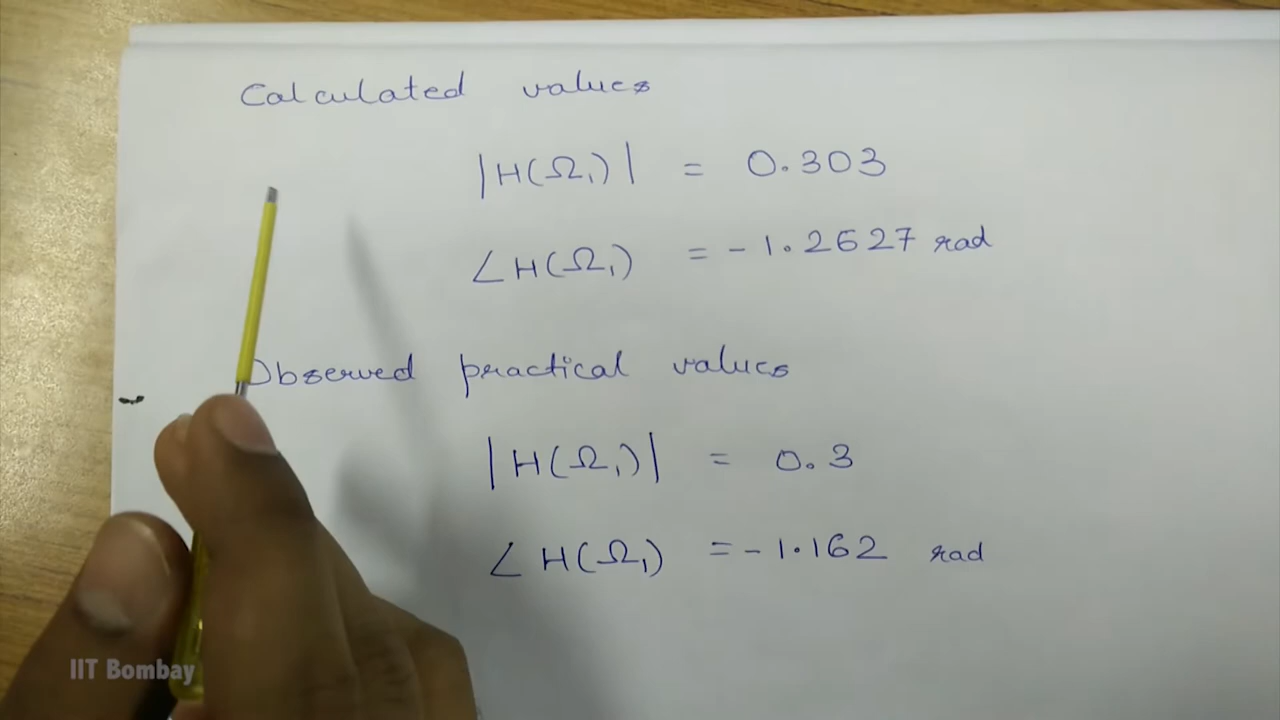 Calculated values
|H(Ω₁)| = 0.303
∠H(Ω₁) = -1.2627 rad
Observed practical values
|H(Ω₁)| = 0.3
∠H(Ω₁) = -1.162 rad
IIT Bombay